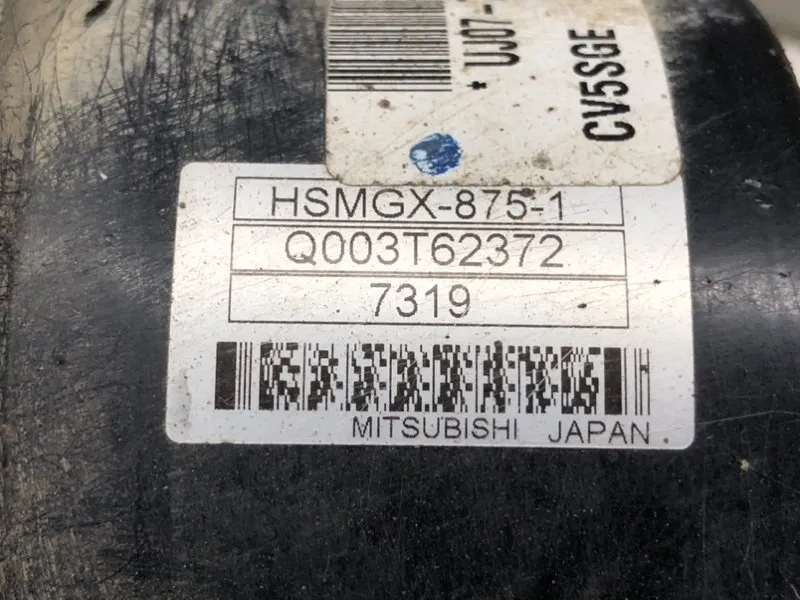 * UJ07-
CV5SGE
HSMGX-875-1
Q003T62372
7319
MITSUBISHI JAPAN